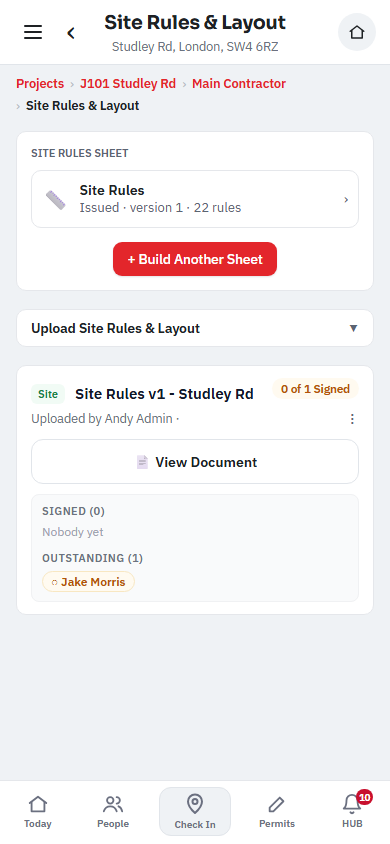 Site Rules & Layout
Studley Rd, London, SW4 6RZ
Projects › J101 Studley Rd › Main Contractor
› Site Rules & Layout
SITE RULES SHEET
Site Rules
Issued · version 1 · 22 rules
+ Build Another Sheet
Upload Site Rules & Layout
Site Site Rules v1 - Studley Rd 0 of 1 Signed
Uploaded by Andy Admin ·
View Document
SIGNED (0)
Nobody yet
OUTSTANDING (1)
○ Jake Morris
10
Today People Check In Permits HUB